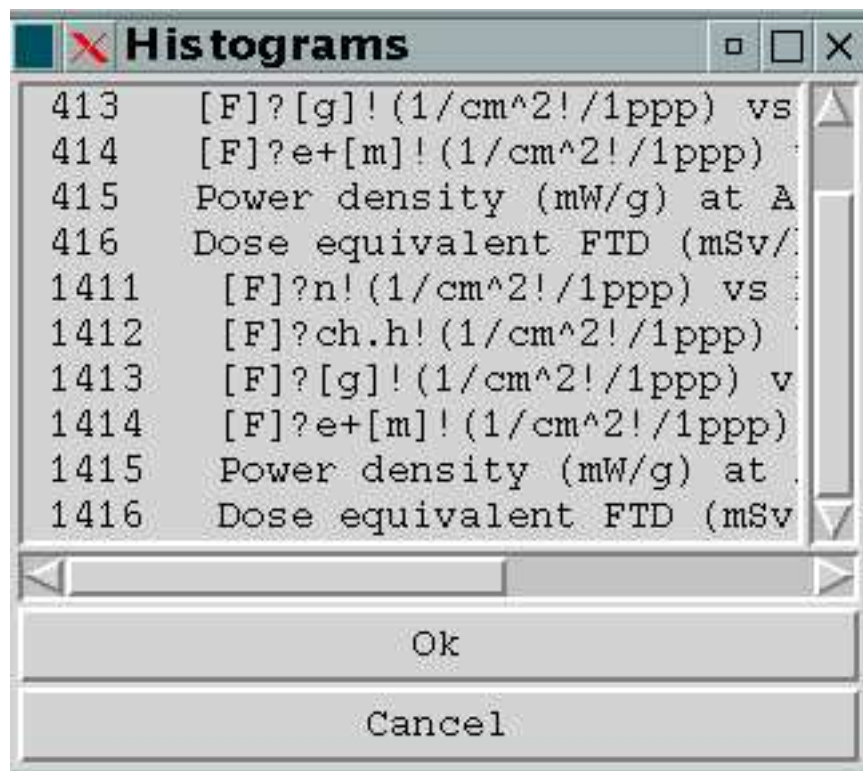 Histograms
413 [F]?[g]!(1/cm^2!/1ppp) vs
414 [F]?e+[m]!(1/cm^2!/1ppp)
415 Power density (mW/g) at A
416 Dose equivalent FTD (mSv/
1411 [F]?n!(1/cm^2!/1ppp) vs
1412 [F]?ch.h!(1/cm^2!/1ppp)
1413 [F]?[g]!(1/cm^2!/1ppp) v
1414 [F]?e+[m]!(1/cm^2!/1ppp)
1415 Power density (mW/g) at
1416 Dose equivalent FTD (mSv
Ok
Cancel